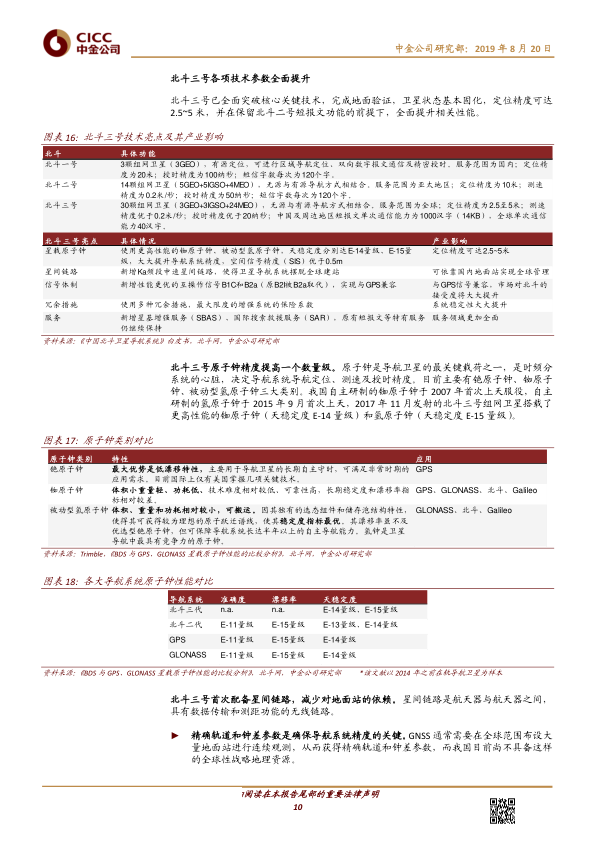 CICC
中金公司
中金公司研究部: 2019 年 8 月 20 日
北斗三号各项技术参数全面提升
北斗三号已全面突破核心关键技术，完成地面验证，卫星状态基本固化，定位精度可达
2.5~5 米，并在保留北斗二号短报文功能的前提下，全面提升相关性能。
图表 16: 北斗三号技术亮点及其产业影响
北斗 具体功能
北斗一号 3颗组网卫星（3GEO），有源定位，可进行区域导航定位、双向数字报文通信及精密授时。服务范围为国内；定位精
度为20米；授时精度为100纳秒；短信字数每次为120个字。
北斗二号 14颗组网卫星（5GEO+5IGSO+4MEO），无源与有源导航方式相结合。服务范围为亚太地区；定位精度为10米；测速
精度为0.2米/秒；授时精度为50纳秒；短信字数每次为120个字。
北斗三号 30颗组网卫星（3GEO+3IGSO+24MEO），无源与有源导航方式相结合。服务范围为全球；定位精度为2.5至5米；测速
精度优于0.2米/秒；授时精度优于20纳秒；中国及周边地区短报文单次通信能力为1000汉字（14KB），全球单次通信
能力为40汉字。
北斗三号亮点 具体情况 产业影响
星载原子钟 使用更高性能的铷原子钟、被动型氢原子钟，天稳定度分别达E-14量级、E-15量 定位精度可达2.5~5米
级，大大提升导航系统精度，空间信号精度（SIS）优于0.5m
星间链路 新增Ka频段中速星间链路，使得卫星导航系统摆脱全球建站 可依靠国内地面站实现全球管理
信号体制 新增性能更优的互操作信号B1C和B2a（原B2I被B2a取代），实现与GPS兼容 与GPS信号兼容，市场对北斗的
接受度将大大提升
冗余措施 使用多种冗余措施，最大限度的增强系统的保险系数 系统稳定性大大提升
服务 新增星基增强服务（SBAS）、国际搜索救援服务（SAR），原有短报文等特有服务 服务领域更加全面
仍继续保持
资料来源：《中国北斗卫星导航系统》白皮书，北斗网，中金公司研究部
北斗三号原子钟精度提高一个数量级。原子钟是导航卫星的最关键载荷之一，是时频分
系统的心脏，决定导航系统导航定位、测速及授时精度。目前主要有铯原子钟、铷原子
钟、被动型氢原子钟三大类别。我国自主研制的铷原子钟于 2007 年首次上天服役，自主
研制的氢原子钟于 2015 年 9 月首次上天，2017 年 11 月发射的北斗三号组网卫星搭载了
更高性能的铷原子钟（天稳定度 E-14 量级）和氢原子钟（天稳定度 E-15 量级）。
图表 17: 原子钟类别对比
原子钟类别 特性 应用
铯原子钟 最大优势是低漂移特性，主要用于导航卫星的长期自主守时，可满足非常时期的 GPS
应用需求。目前国际上仅有美国掌握几项关键技术。
铷原子钟 体积小重量轻、功耗低、技术难度相对较低、可靠性高，长期稳定度和漂移率指 GPS、GLONASS、北斗、Galileo
标相对较差。
被动型氢原子钟 体积、重量和功耗相对较小，可搬运。因其独有的选态组件和储存泡结构特性， GLONASS、北斗、Galileo
使得其可获得较为理想的原子跃迁谱线，使其稳定度指标最优。其漂移率虽不及
优选型铯原子钟，但可保障导航系统长达半年以上的自主导航能力。氢钟是卫星
导航中最具有竞争力的原子钟。
资料来源：Trimble，《BDS 与 GPS、GLONASS 星载原子钟性能的比较分析》，北斗网，中金公司研究部
图表 18: 各大导航系统原子钟性能对比
导航系统 准确度 漂移率 天稳定度
北斗三代 n.a. n.a. E-14量级、E-15量级
北斗二代 E-11量级 E-15量级 E-13量级、E-14量级
GPS E-11量级 E-15量级 E-14量级
GLONASS E-11量级 E-15量级 E-14量级
资料来源：《BDS 与 GPS、GLONASS 星载原子钟性能的比较分析》，北斗网，中金公司研究部 *该文献以 2014 年之前在轨导航卫星为样本
北斗三号首次配备星间链路，减少对地面站的依赖。星间链路是航天器与航天器之间，
具有数据传输和测距功能的无线链路。
► 精确轨道和钟差参数是确保导航系统精度的关键。GNSS 通常需要在全球范围布设大
量地面站进行连续观测，从而获得精确轨道和钟差参数，而我国目前尚不具备这样
的全球性战略地理资源。
阅读在本报告尾部的重要法律声明
10